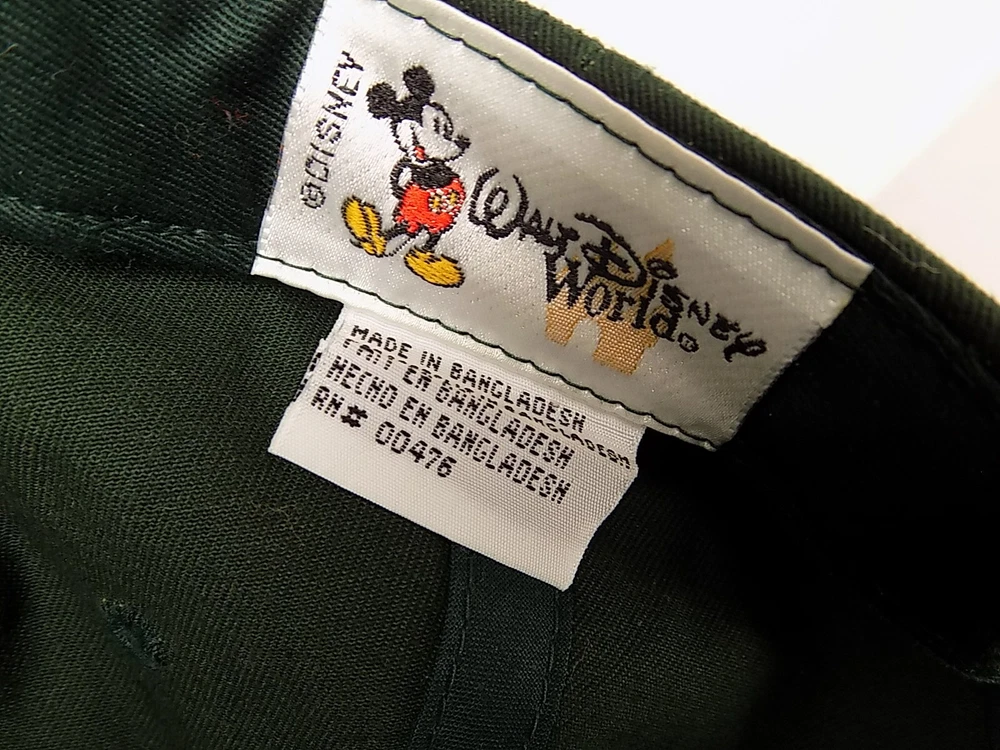 ©DISNEY
WALT DISNEY
World®
MADE IN BANGLADESH
FAIT EN BANGLADESH
HECHO EN BANGLADESH
RN# 00476